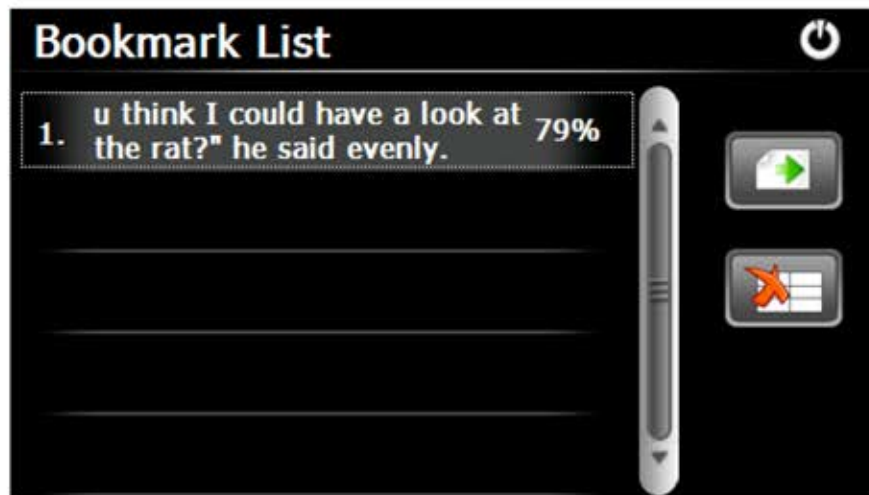 Bookmark List
1. u think I could have a look at 79%
the rat?" he said evenly.